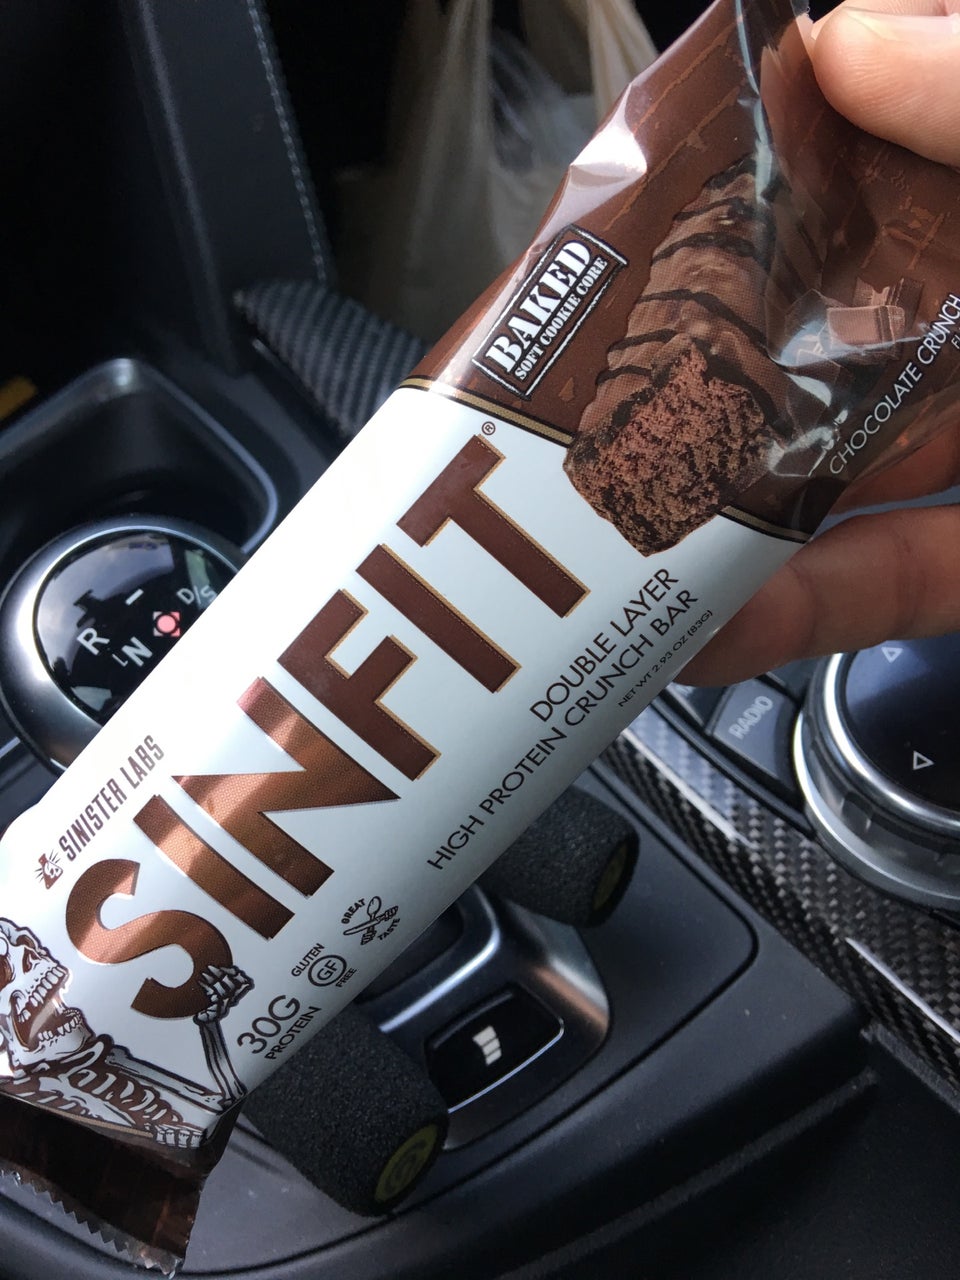 BAKED
SOFT COOKIE CORE
CHOCOLATE CRUNCH
SINFIT®
DOUBLE LAYER
HIGH PROTEIN CRUNCH BAR
NET WT 2.93 OZ (83G)
SINISTER LABS
GREAT
TASTE
GLUTEN
GF
FREE
30G
PROTEIN
R
N
D/S
RADIO